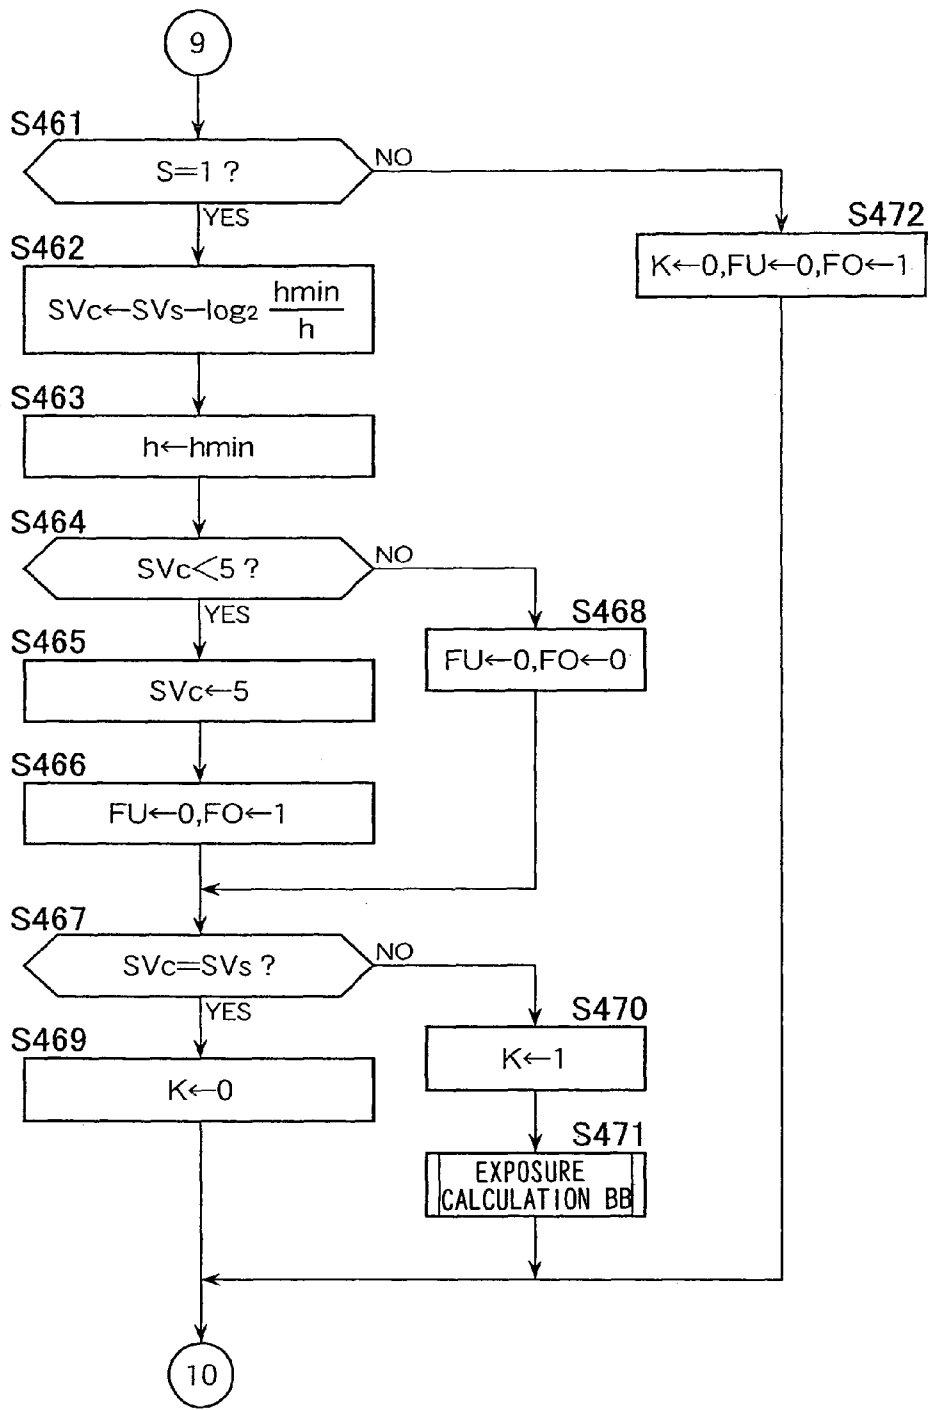 9
S461
S=1 ?
NO
YES
S472
K←0,FU←0,FO←1
S462
SVc←SVs−log₂ hmin/h
S463
h←hmin
S464
SVc<5 ?
NO
YES
S468
FU←0,FO←0
S465
SVc←5
S466
FU←0,FO←1
S467
SVc=SVs ?
NO
YES
S470
K←1
S469
K←0
S471
EXPOSURE
CALCULATION BB
10